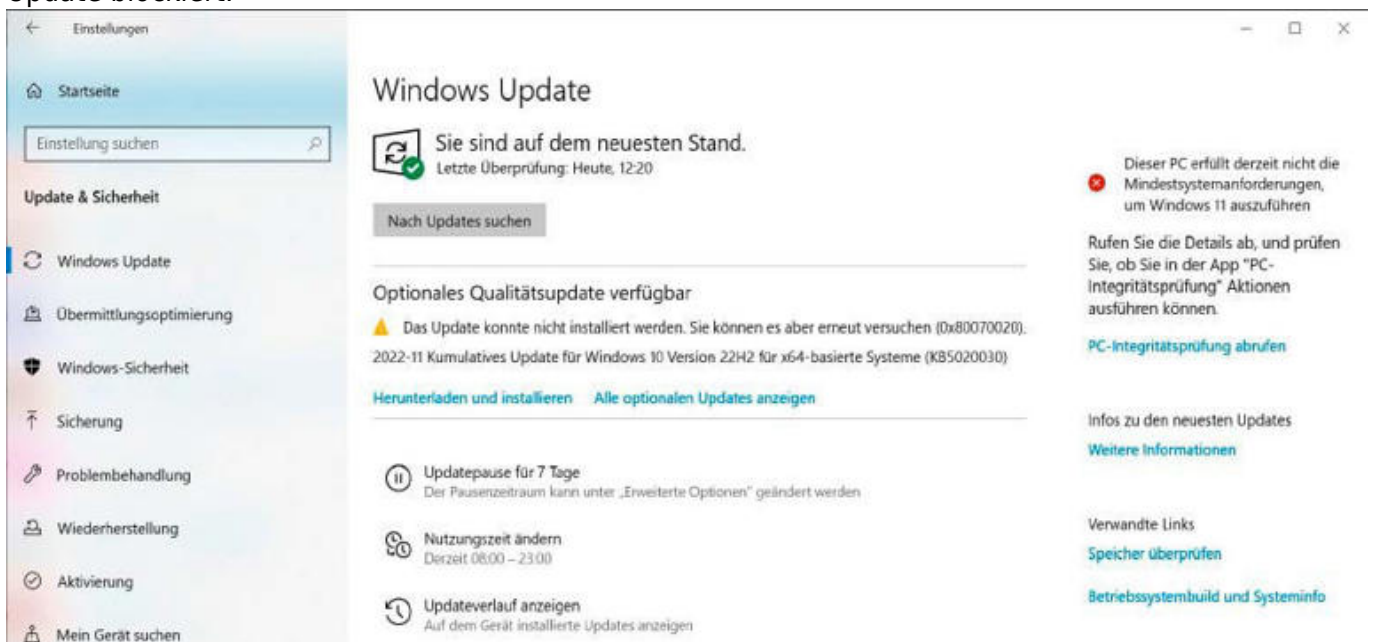 Update blockiert.
Einstellungen
Startseite
Einstellung suchen
Update & Sicherheit
Windows Update
Übermittlungsoptimierung
Windows-Sicherheit
Sicherung
Problembehandlung
Wiederherstellung
Aktivierung
Mein Gerät suchen
Windows Update
Sie sind auf dem neuesten Stand.
Letzte Überprüfung: Heute, 12:20
Nach Updates suchen
Optionales Qualitätsupdate verfügbar
Das Update konnte nicht installiert werden. Sie können es aber erneut versuchen (0x80070020).
2022-11 Kumulatives Update für Windows 10 Version 22H2 für x64-basierte Systeme (KB5020030)
Herunterladen und installieren Alle optionalen Updates anzeigen
Updatepause für 7 Tage
Der Pausenzeitraum kann unter „Erweiterte Optionen" geändert werden
Nutzungszeit ändern
Derzeit 08:00 – 23:00
Updateverlauf anzeigen
Auf dem Gerät installierte Updates anzeigen
Dieser PC erfüllt derzeit nicht die
Mindestsystemanforderungen,
um Windows 11 auszuführen
Rufen Sie die Details ab, und prüfen
Sie, ob Sie in der App "PC-
Integritätsprüfung" Aktionen
ausführen können.
PC-Integritätsprüfung abrufen
Infos zu den neuesten Updates
Weitere Informationen
Verwandte Links
Speicher überprüfen
Betriebssystembuild und Systeminfo